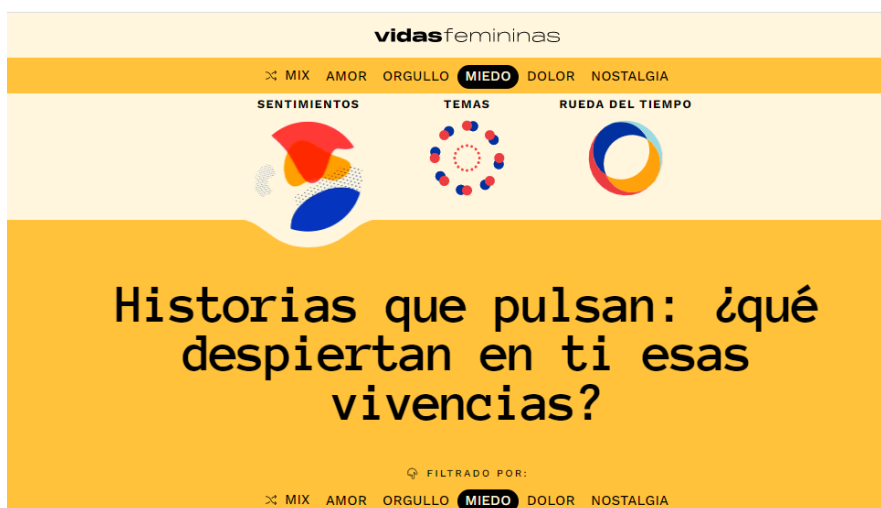 vidasfemininas
MIX AMOR ORGULLO MIEDO DOLOR NOSTALGIA
SENTIMIENTOS TEMAS RUEDA DEL TIEMPO
Historias que pulsan: ¿qué
despiertan en ti esas
vivencias?
FILTRADO POR:
MIX AMOR ORGULLO MIEDO DOLOR NOSTALGIA